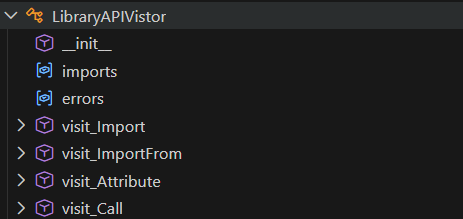 LibraryAPIVistor
__init__
imports
errors
visit_Import
visit_ImportFrom
visit_Attribute
visit_Call